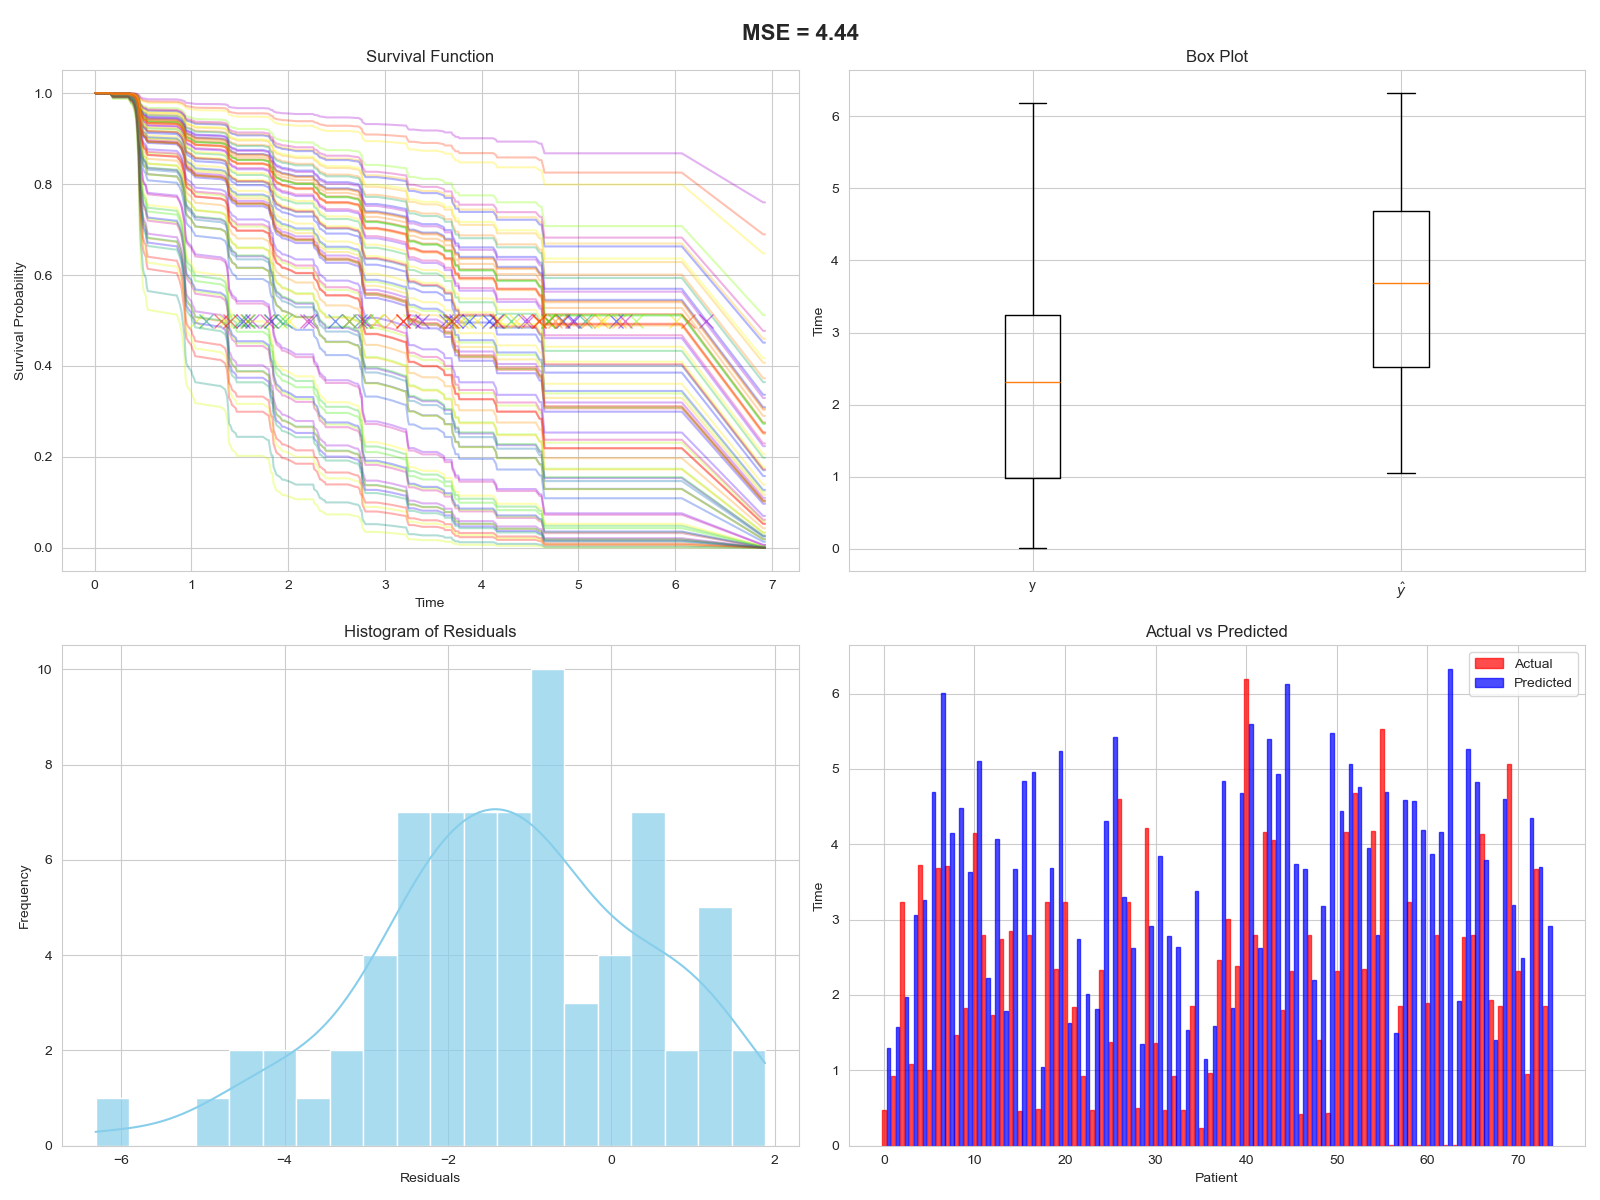 MSE = 4.44
Survival Function
Survival Probability
1.0
0.8
0.6
0.4
0.2
0.0
0 1 2 3 4 5 6 7
Time
Box Plot
Time
6
5
4
3
2
1
0
y ŷ
Histogram of Residuals
Frequency
10
8
6
4
2
0
−6 −4 −2 0 2
Residuals
Actual vs Predicted
Actual
Predicted
Time
6
5
4
3
2
1
0
0 10 20 30 40 50 60 70
Patient